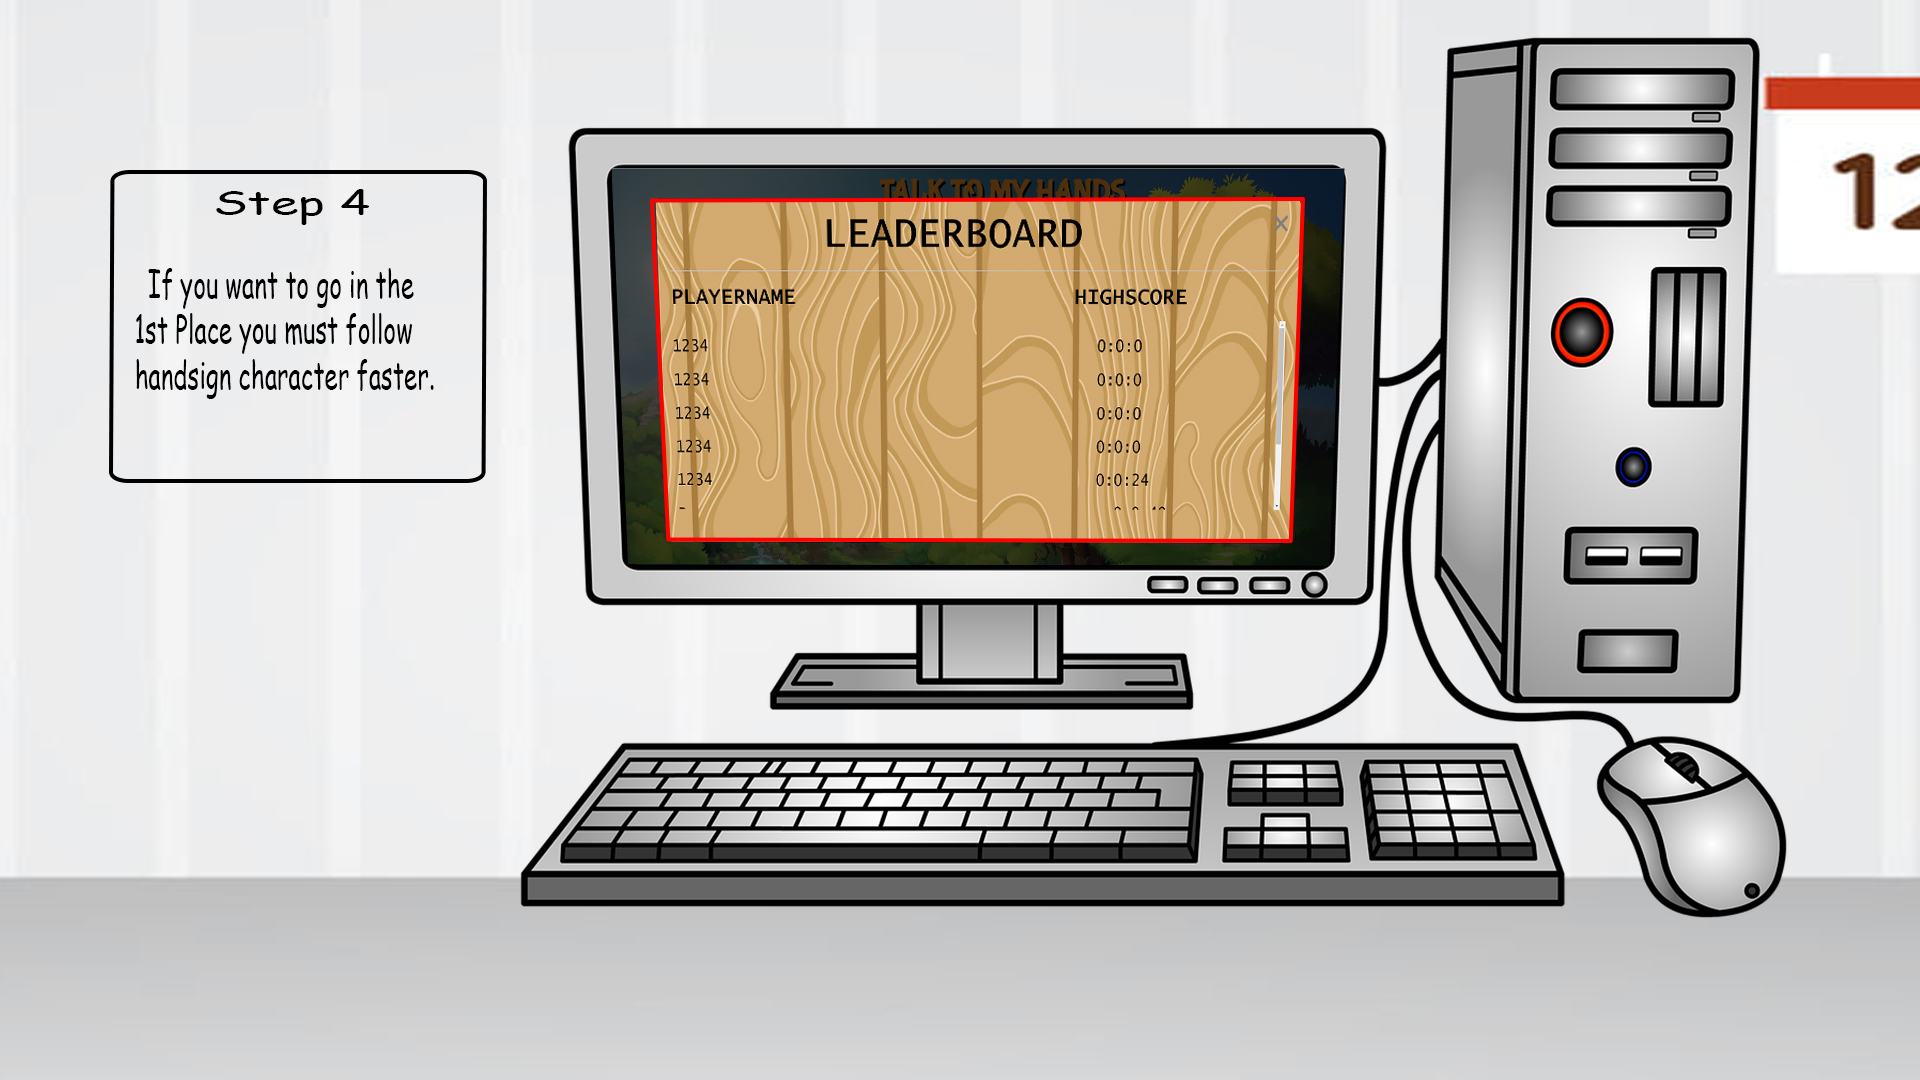 Step 4
If you want to go in the
1st Place you must follow
handsign character faster.
TALK TO MY HANDS
LEADERBOARD
×
PLAYERNAME HIGHSCORE
1234 0:0:0
1234 0:0:0
1234 0:0:0
1234 0:0:0
1234 0:0:24
12